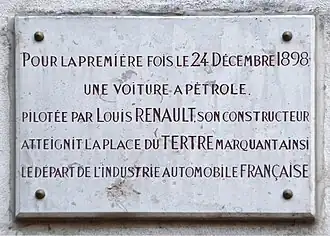 POUR LA PREMIÈRE FOIS LE 24 DÉCEMBRE 1898
UNE VOITURE A PÉTROLE,
PILOTÉE PAR LOUIS RENAULT, SON CONSTRUCTEUR
ATTEIGNIT LA PLACE DU TERTRE MARQUANT AINSI
LE DÉPART DE L'INDUSTRIE AUTOMOBILE FRANÇAISE